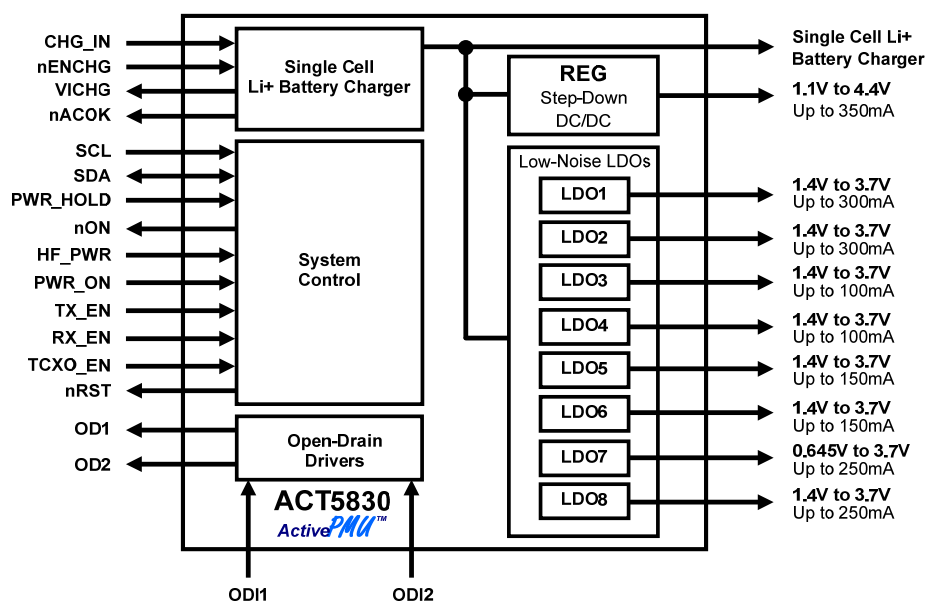 CHG_IN
nENCHG
VICHG
nACOK
SCL
SDA
PWR_HOLD
nON
HF_PWR
PWR_ON
TX_EN
RX_EN
TCXO_EN
nRST
OD1
OD2
Single Cell
Li+ Battery Charger
System
Control
Open-Drain
Drivers
ACT5830
ActivePMU™
ODI1
ODI2
REG
Step-Down
DC/DC
Low-Noise LDOs
LDO1
LDO2
LDO3
LDO4
LDO5
LDO6
LDO7
LDO8
Single Cell Li+
Battery Charger
1.1V to 4.4V
Up to 350mA
1.4V to 3.7V
Up to 300mA
1.4V to 3.7V
Up to 300mA
1.4V to 3.7V
Up to 100mA
1.4V to 3.7V
Up to 100mA
1.4V to 3.7V
Up to 150mA
1.4V to 3.7V
Up to 150mA
0.645V to 3.7V
Up to 250mA
1.4V to 3.7V
Up to 250mA